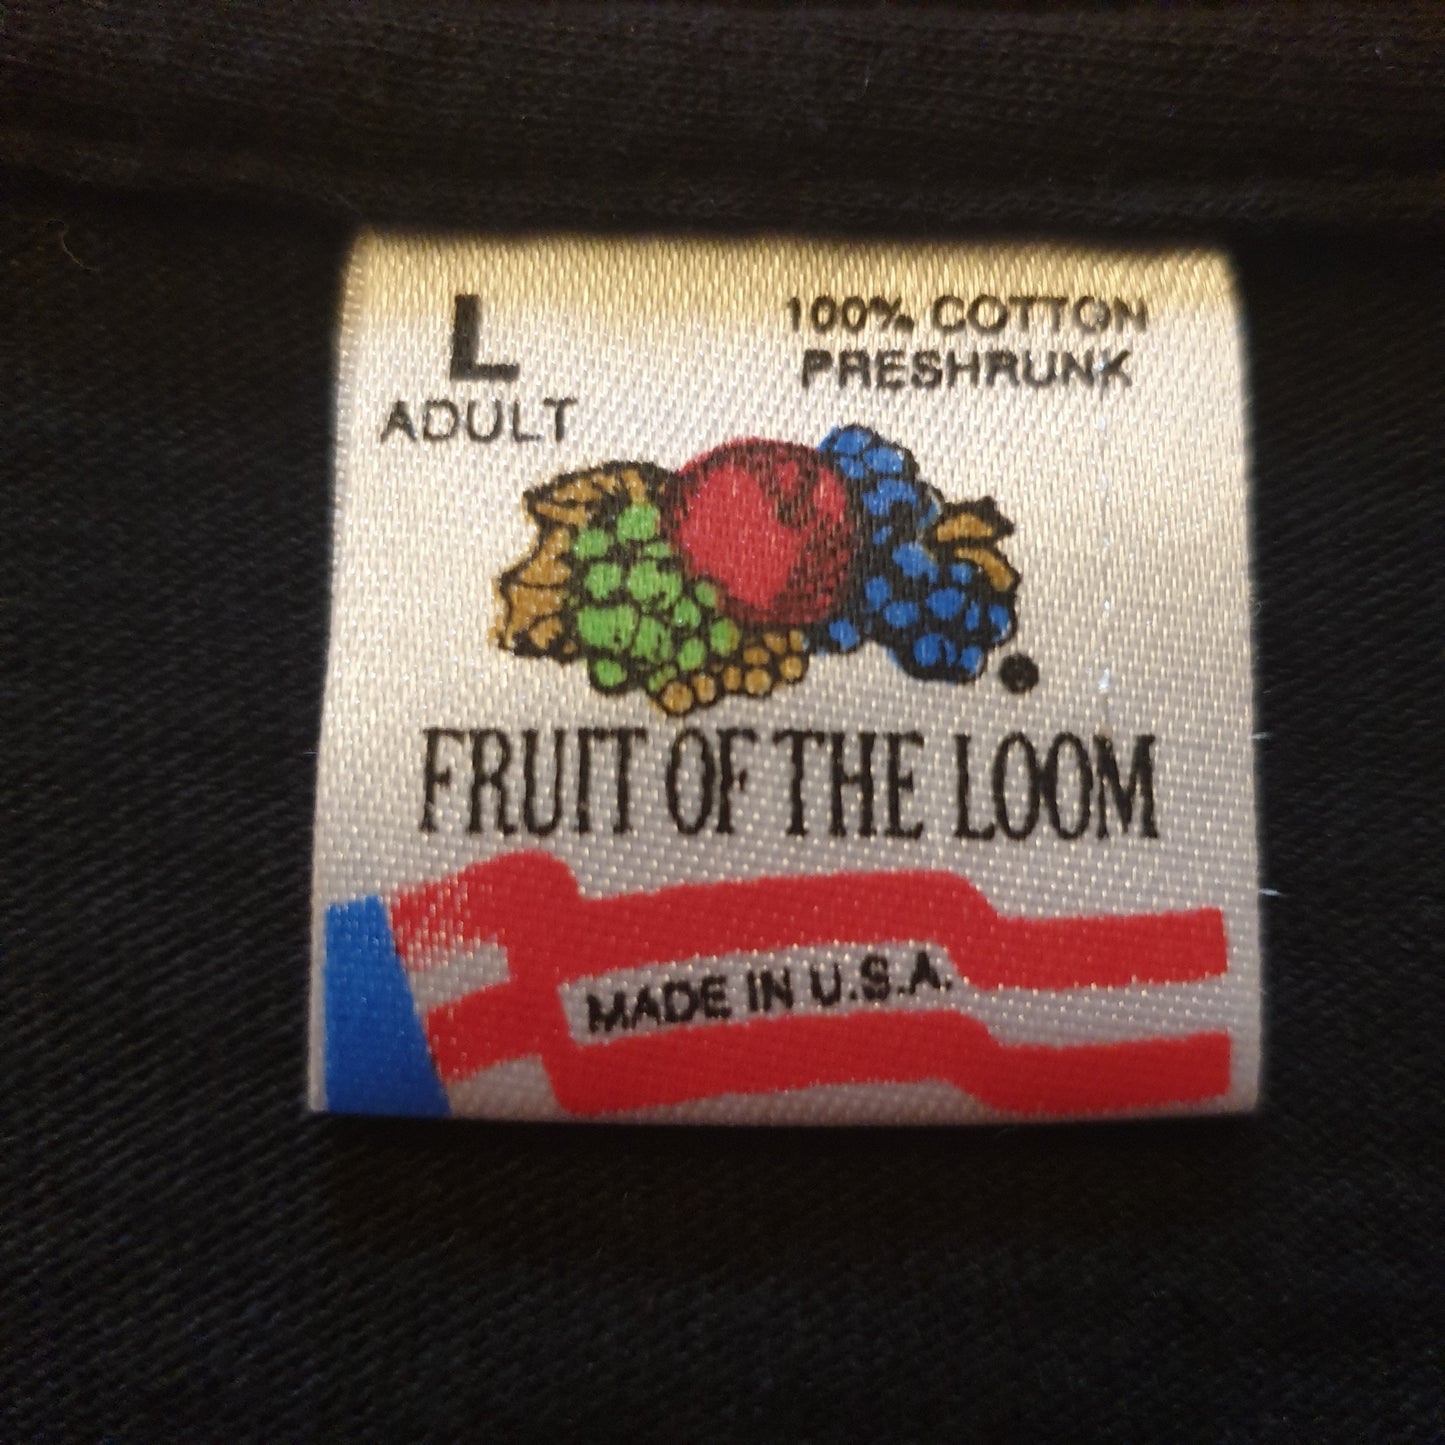 L
ADULT
100% COTTON
PRESHRUNK
FRUIT OF THE LOOM
MADE IN U.S.A.